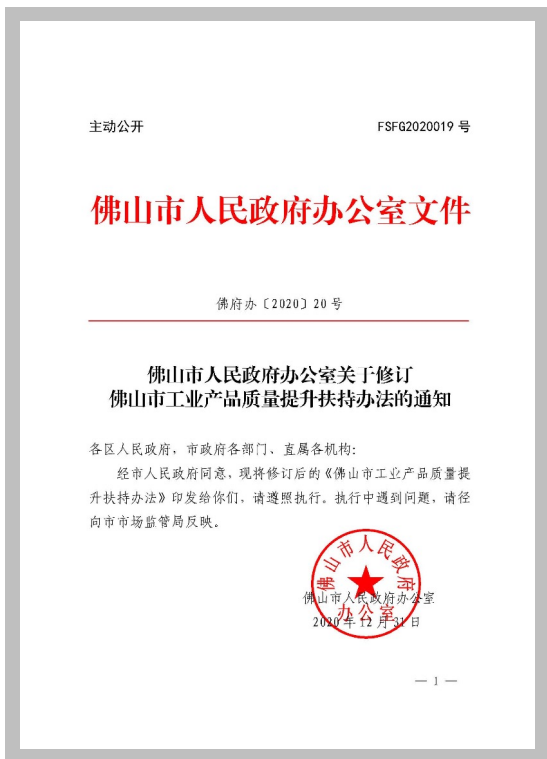 主动公开 FSFG2020019 号
佛山市人民政府办公室文件
佛府办〔2020〕20 号
佛山市人民政府办公室关于修订
佛山市工业产品质量提升扶持办法的通知
各区人民政府，市政府各部门、直属各机构：
经市人民政府同意，现将修订后的《佛山市工业产品质量提
升扶持办法》印发给你们，请遵照执行。执行中遇到问题，请径
向市市场监管局反映。
佛山市人民政府
办公室
佛山市人民政府办公室
2020 年 12 月 31 日
— 1 —